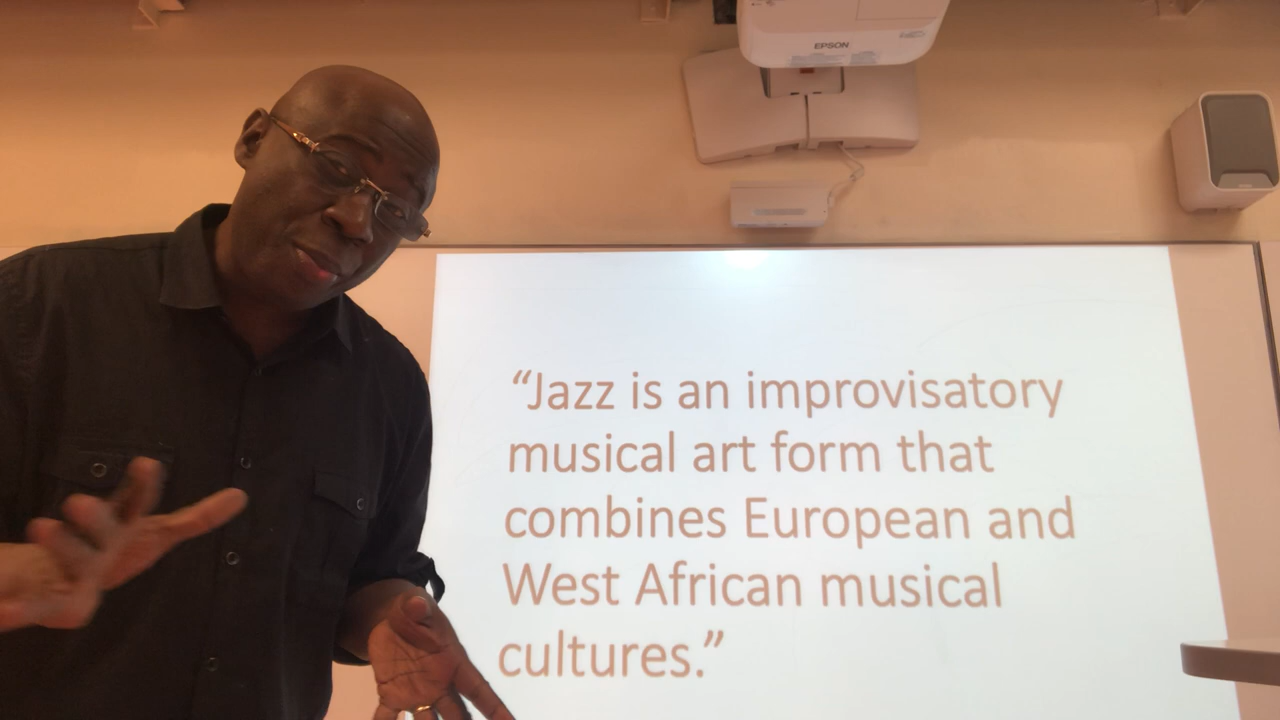 EPSON
“Jazz is an improvisatory
musical art form that
combines European and
West African musical
cultures.”